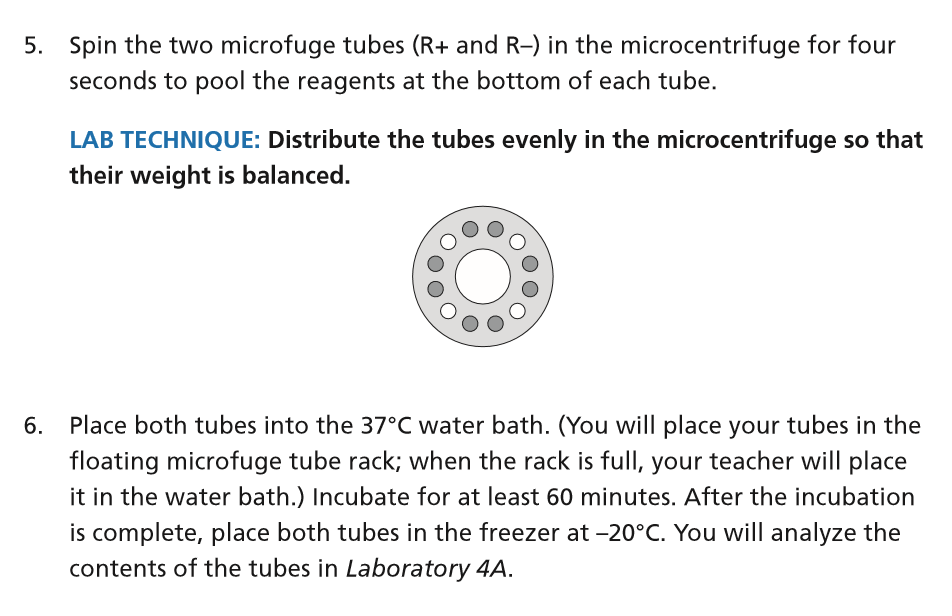 5. Spin the two microfuge tubes (R+ and R–) in the microcentrifuge for four
seconds to pool the reagents at the bottom of each tube.
LAB TECHNIQUE: Distribute the tubes evenly in the microcentrifuge so that
their weight is balanced.
6. Place both tubes into the 37°C water bath. (You will place your tubes in the
floating microfuge tube rack; when the rack is full, your teacher will place
it in the water bath.) Incubate for at least 60 minutes. After the incubation
is complete, place both tubes in the freezer at –20°C. You will analyze the
contents of the tubes in Laboratory 4A.